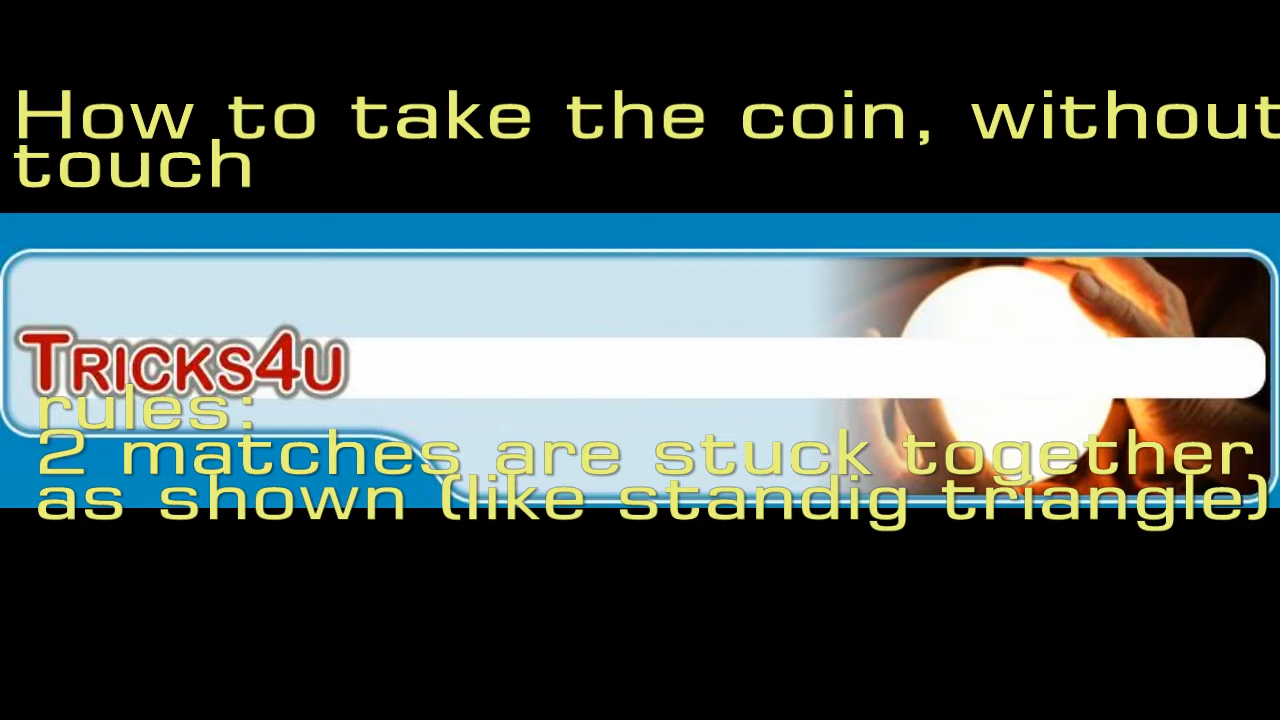 How to take the coin, without
touch
TRICKS4U
rules:
2 matches are stuck together
as shown (like standig triangle)